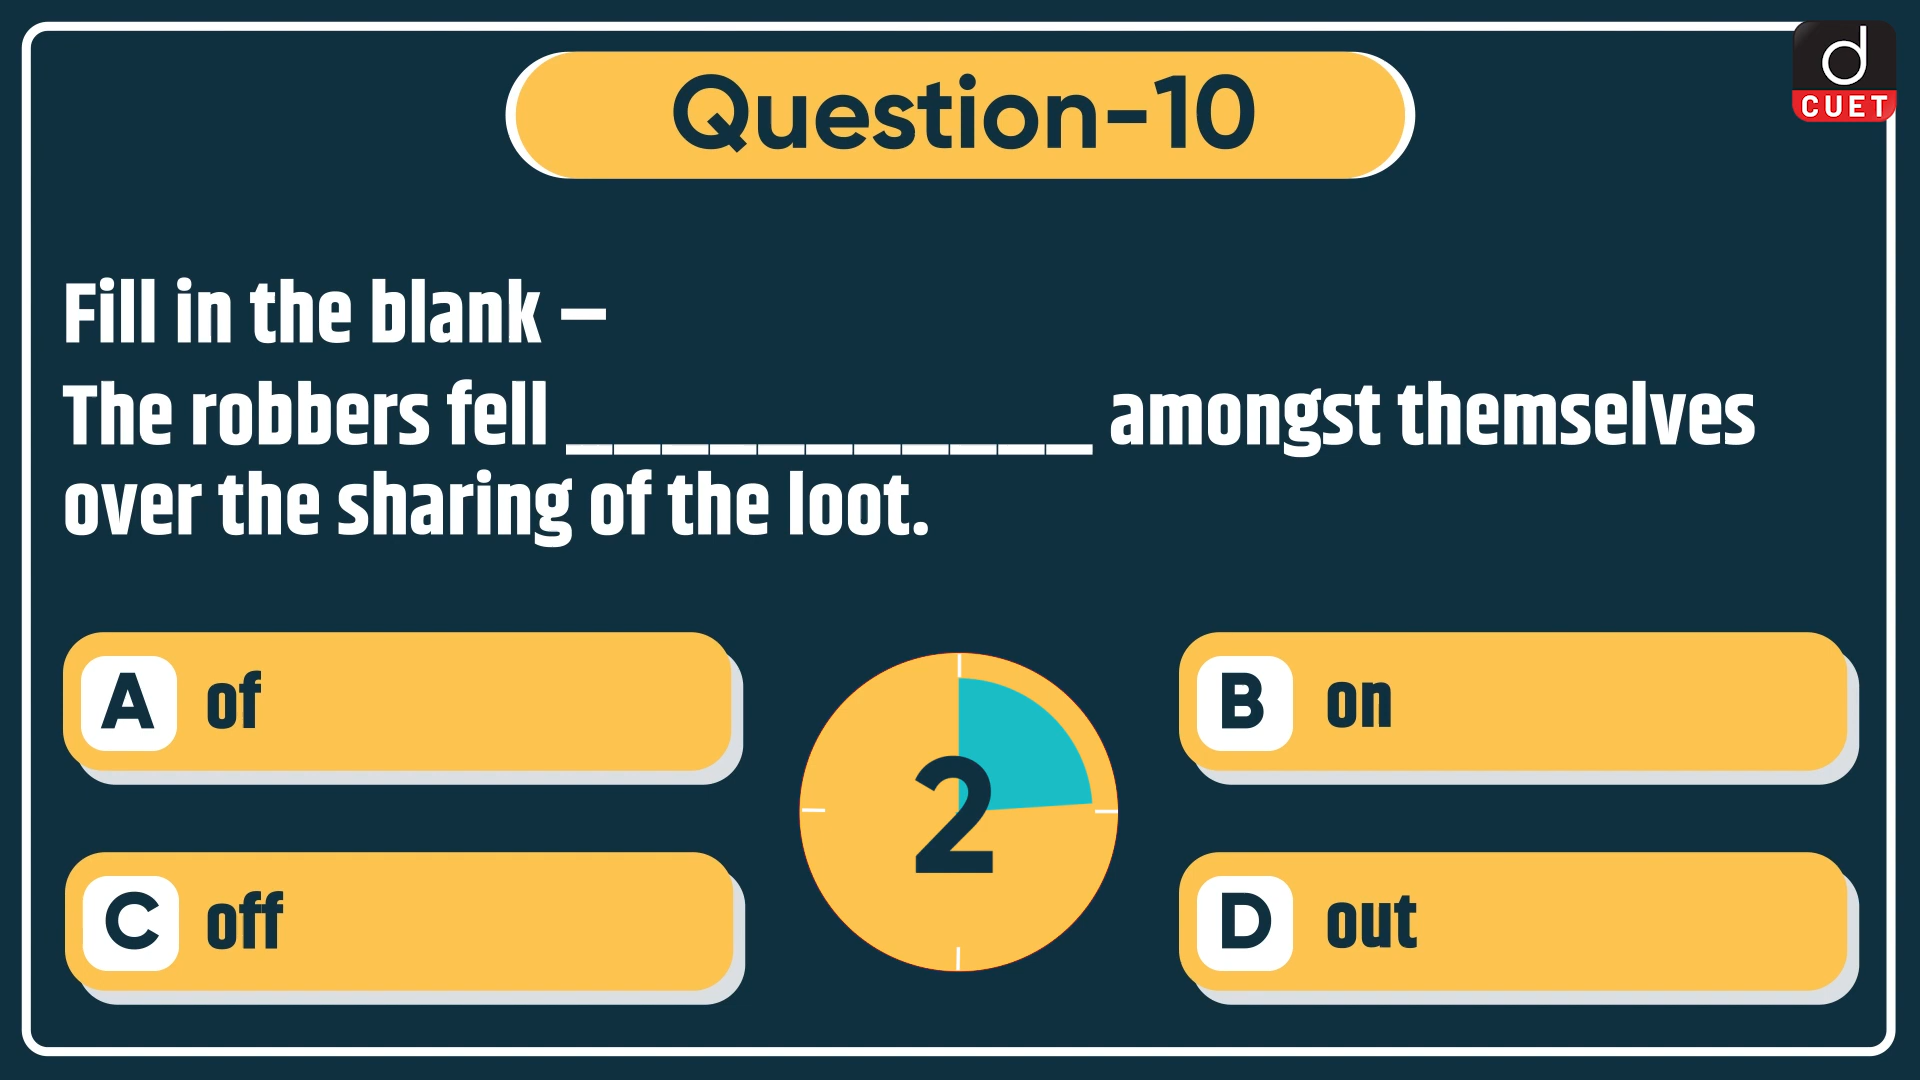 d
CUET
Question-10
Fill in the blank –
The robbers fell ___________ amongst themselves
over the sharing of the loot.
A of
B on
2
C off
D out